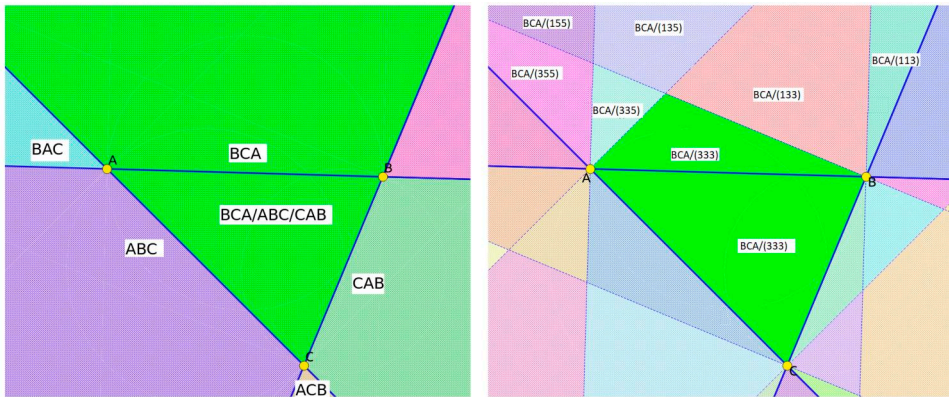 BAC
A
BCA
B
BCA/ABC/CAB
ABC
CAB
C
ACB
BCA/(155)
BCA/(135)
BCA/(113)
BCA/(355)
BCA/(133)
BCA/(335)
BCA/(333)
A
B
BCA/(333)
C